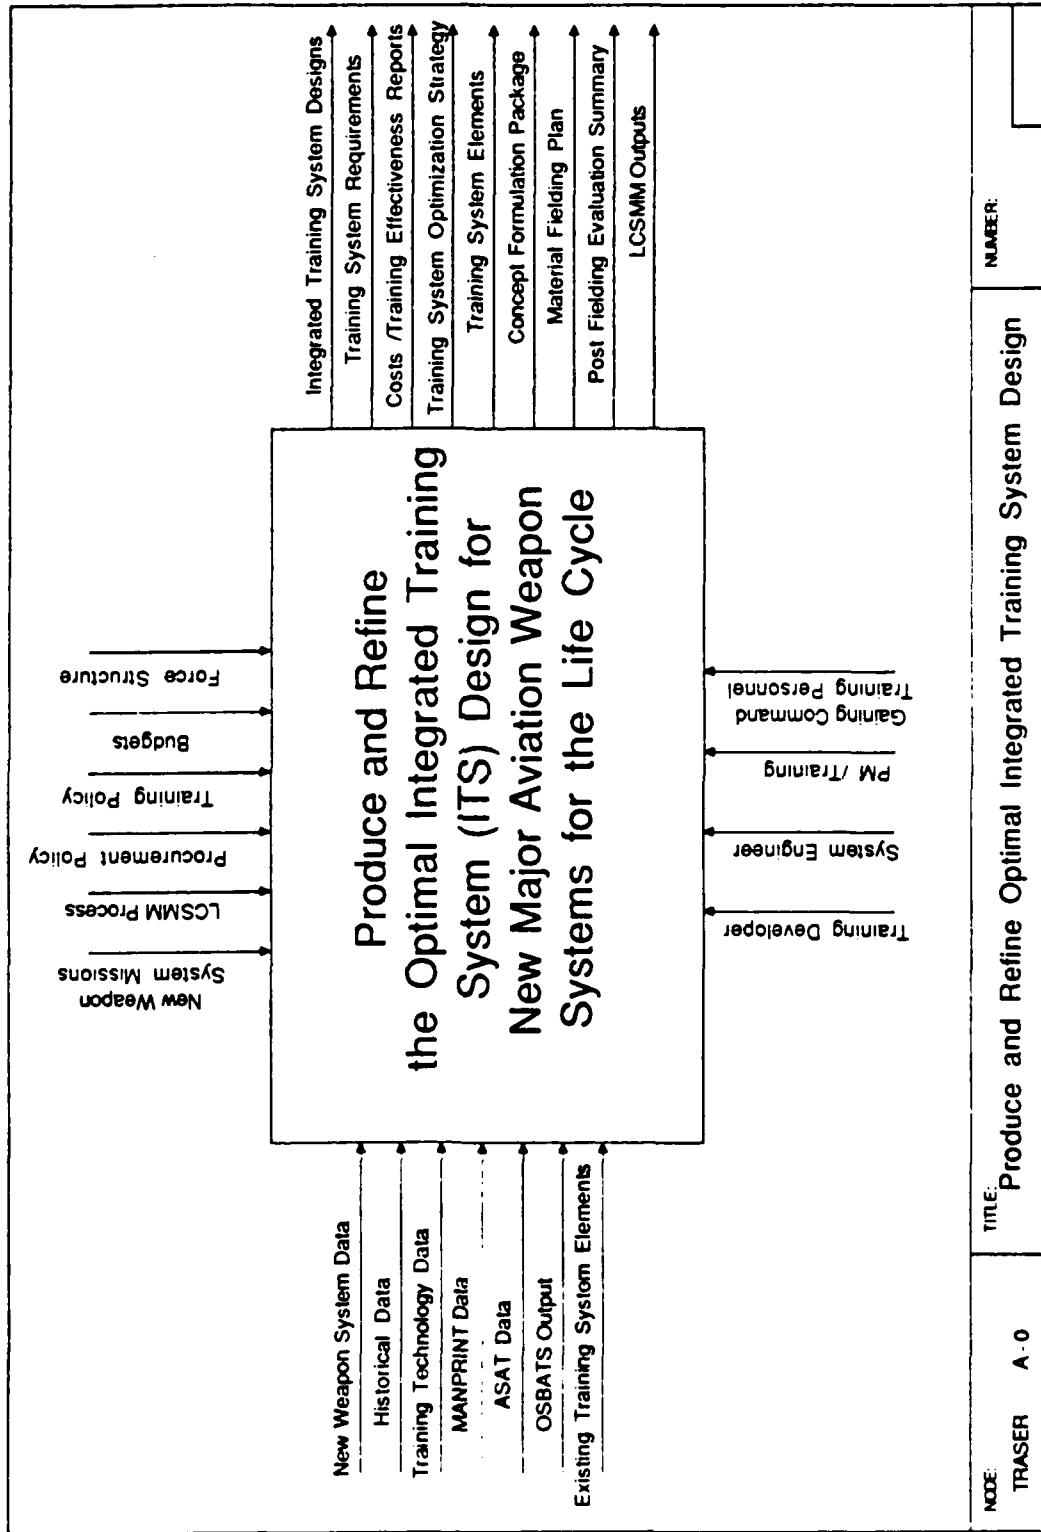 New Weapon
System Missions
LCSMM Process
Procurement Policy
Training Policy
Budgets
Force Structure
New Weapon System Data
Historical Data
Training Technology Data
MANPRINT Data
ASAT Data
OSBATS Output
Existing Training System Elements
Produce and Refine
the Optimal Integrated Training
System (ITS) Design for
New Major Aviation Weapon
Systems for the Life Cycle
Integrated Training System Designs
Training System Requirements
Costs /Training Effectiveness Reports
Training System Optimization Strategy
Training System Elements
Concept Formulation Package
Material Fielding Plan
Post Fielding Evaluation Summary
LCSMM Outputs
Training Developer
System Engineer
PM /Training
Gaining Command
Training Personnel
NODE:
TRASER A-0
TITLE:
Produce and Refine Optimal Integrated Training System Design
NUMBER: